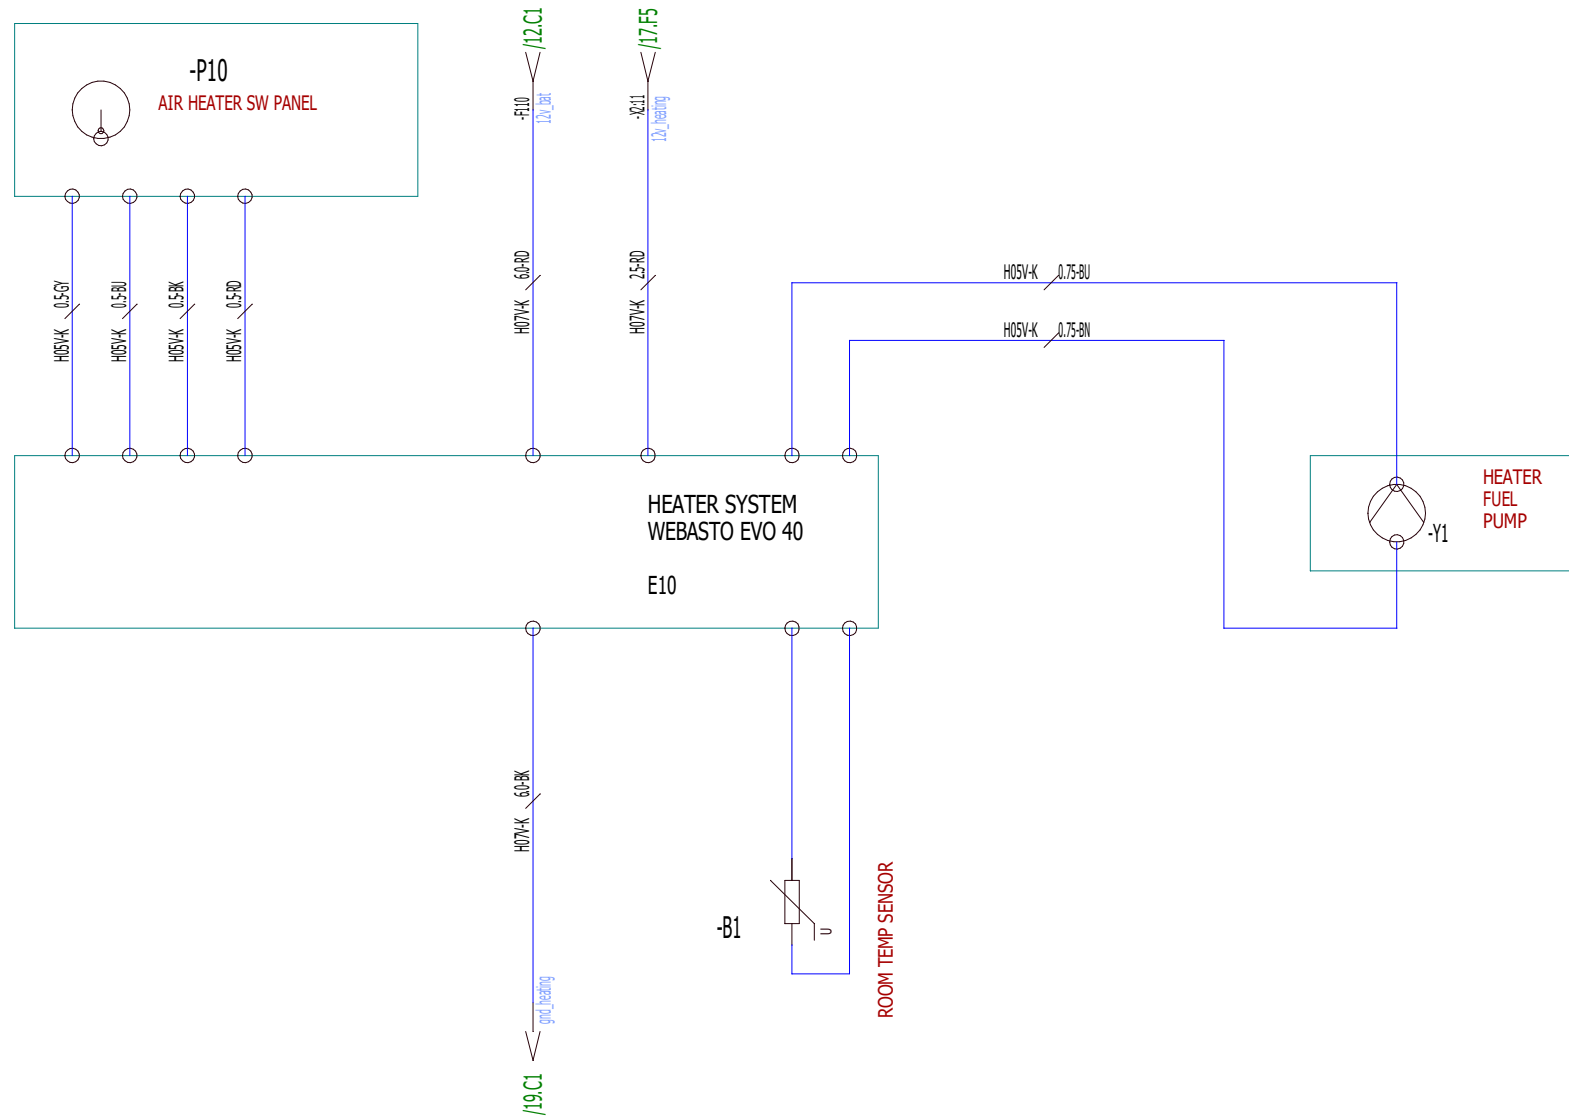 /12.C1
/17.F5
-P10
AIR HEATER SW PANEL
-F110
12v_bat
-X2:11
12v_heating
H05V-K 0.5-GY
H05V-K 0.5-BU
H05V-K 0.5-BK
H05V-K 0.5-RD
H07V-K 6.0-RD
H07V-K 2.5-RD
H05V-K 0.75-BU
H05V-K 0.75-BN
HEATER SYSTEM
WEBASTO EVO 40
E10
HEATER
FUEL
PUMP
-Y1
H07V-K 6.0-BK
-B1
U
ROOM TEMP SENSOR
gnd_heating
/19.C1